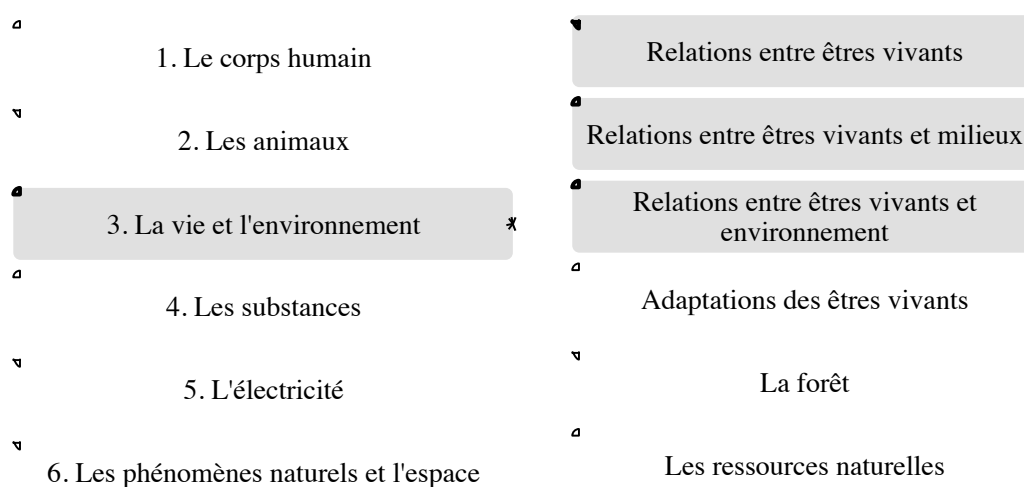 1. Le corps humain
2. Les animaux
3. La vie et l'environnement
4. Les substances
5. L'électricité
6. Les phénomènes naturels et l'espace
Relations entre êtres vivants
Relations entre êtres vivants et milieux
Relations entre êtres vivants et
environnement
Adaptations des êtres vivants
La forêt
Les ressources naturelles